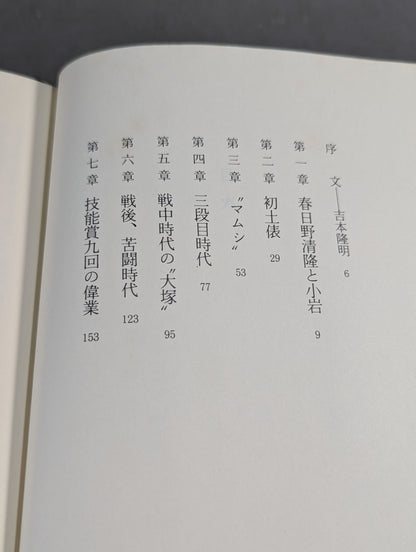 序　文――吉本隆明 6
第一章 春日野清隆と小岩 9
第二章 初土俵 29
第三章 〝マムシ〟 53
第四章 三段目時代 77
第五章 戦中時代の〝大塚〟 95
第六章 戦後、苦闘時代 123
第七章 技能賞九回の偉業 153